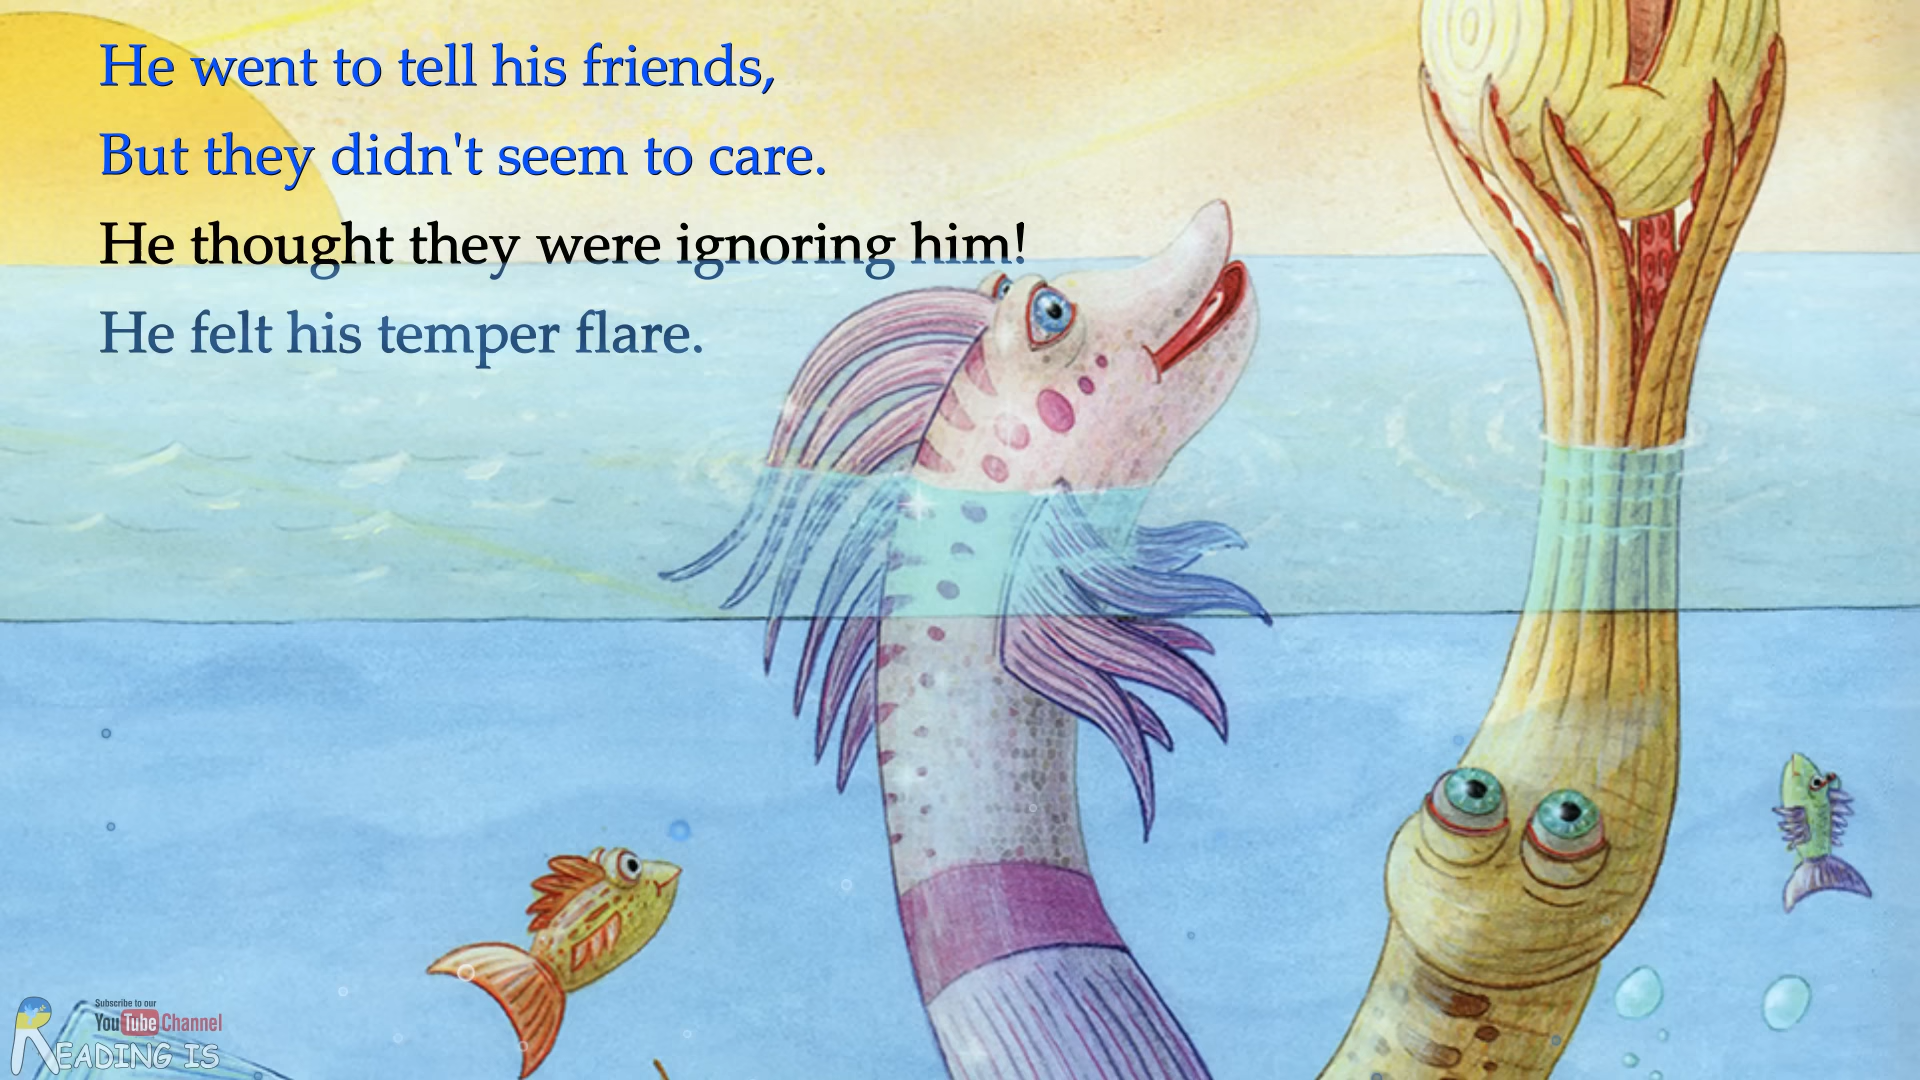 He went to tell his friends,
But they didn't seem to care.
He thought they were ignoring him!
He felt his temper flare.
Subscribe to our
YouTube Channel
READING IS